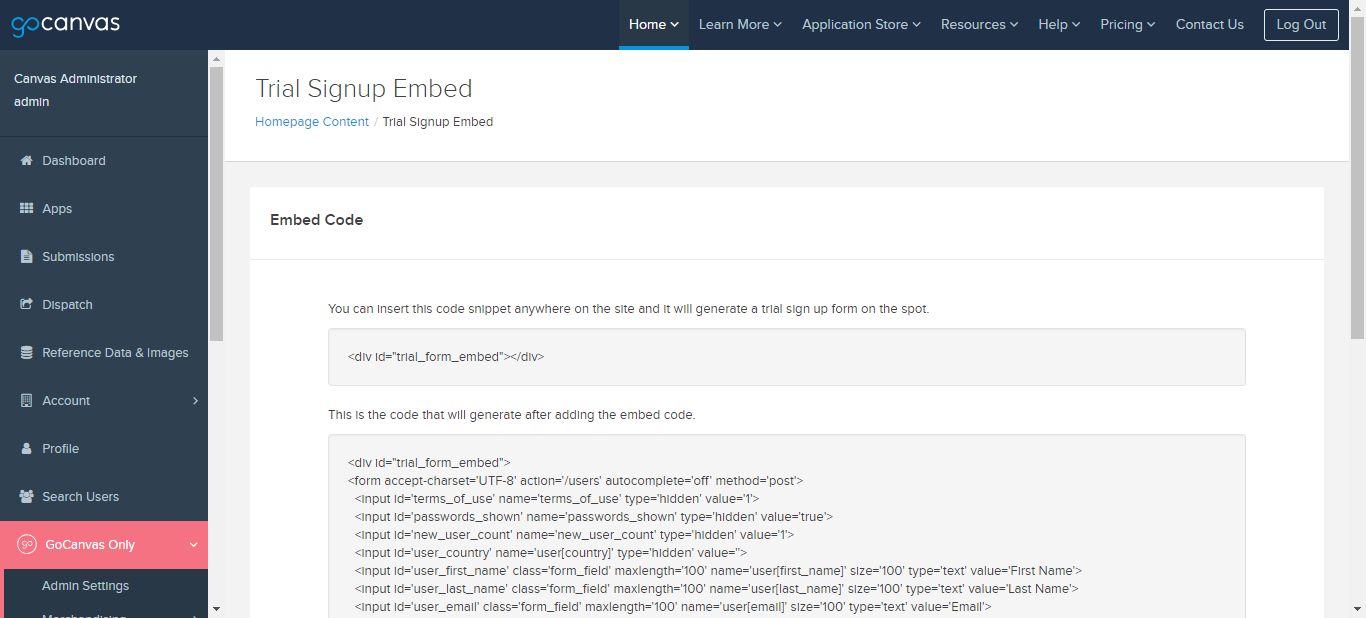 gocanvas
Home
Learn More
Application Store
Resources
Help
Pricing
Contact Us
Log Out
Canvas Administrator
admin
Dashboard
Apps
Submissions
Dispatch
Reference Data & Images
Account
Profile
Search Users
go
GoCanvas Only
Admin Settings
Merchandising
Trial Signup Embed
Homepage Content / Trial Signup Embed
Embed Code
You can insert this code snippet anywhere on the site and it will generate a trial sign up form on the spot.
<div id="trial_form_embed"></div>
This is the code that will generate after adding the embed code.
<div id="trial_form_embed">
<form accept-charset='UTF-8' action='/users' autocomplete='off' method='post'>
<input id='terms_of_use' name='terms_of_use' type='hidden' value='1'>
<input id='passwords_shown' name='passwords_shown' type='hidden' value='true'>
<input id='new_user_count' name='new_user_count' type='hidden' value='1'>
<input id='user_country' name='user[country]' type='hidden' value=''>
<input id='user_first_name' class='form_field' maxlength='100' name='user[first_name]' size='100' type='text' value='First Name'>
<input id='user_last_name' class='form_field' maxlength='100' name='user[last_name]' size='100' type='text' value='Last Name'>
<input id='user_email' class='form_field' maxlength='100' name='user[email]' size='100' type='text' value='Email'>